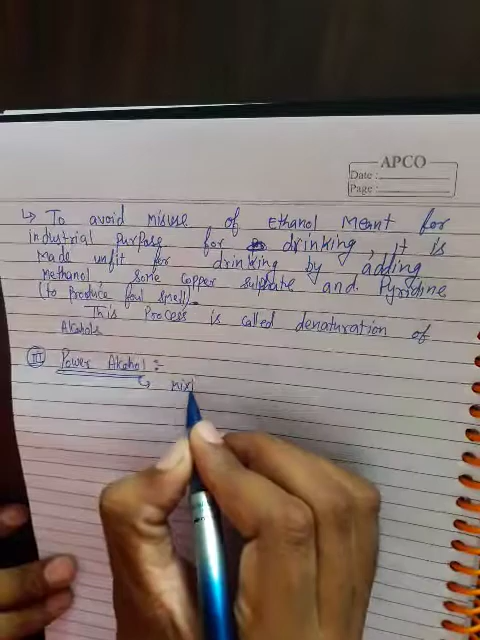 APCO
Date :
Page :
↳ To avoid misuse of Ethanol Meant for
industrial Purpose for drinking, it is
Made unfit for drinking by adding
Methanol, some copper sulphate and Pyridine
(to Produce foul smell).
This Process is called denaturation of
Alcohols
III Power Alcohol :-
↳ Mix